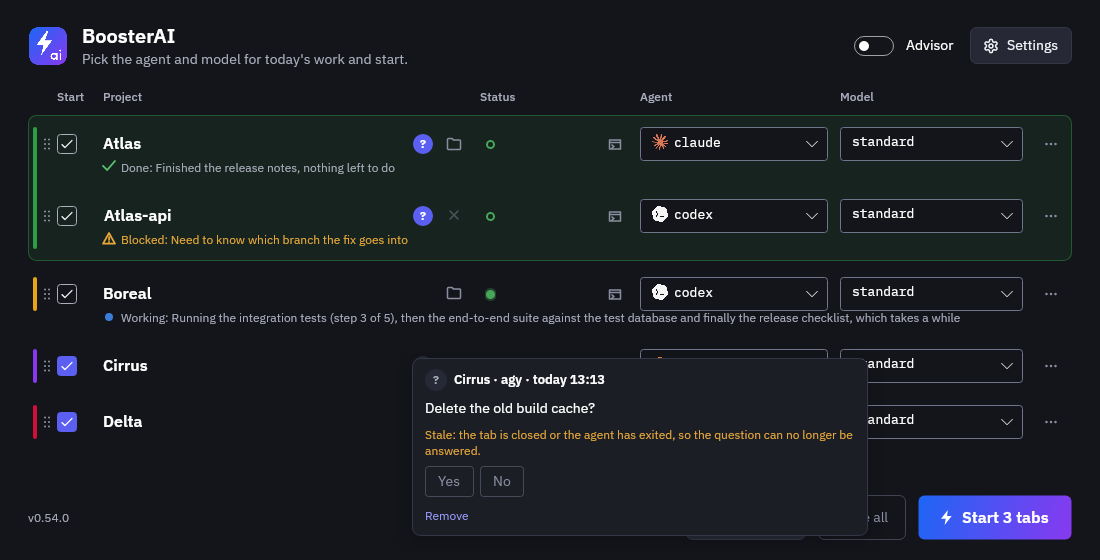 ai
BoosterAI
Pick the agent and model for today's work and start.
Advisor
Settings
Start Project Status Agent Model
Atlas ? claude standard
Done: Finished the release notes, nothing left to do
Atlas-api ? codex standard
Blocked: Need to know which branch the fix goes into
Boreal codex standard
Working: Running the integration tests (step 3 of 5), then the end-to-end suite against the test database and finally the release checklist, which takes a while
Cirrus
? Cirrus · agy · today 13:13
Delete the old build cache?
Stale: the tab is closed or the agent has exited, so the question can no longer be
answered.
Yes No
Remove
Delta
v0.54.0
all
Start 3 tabs